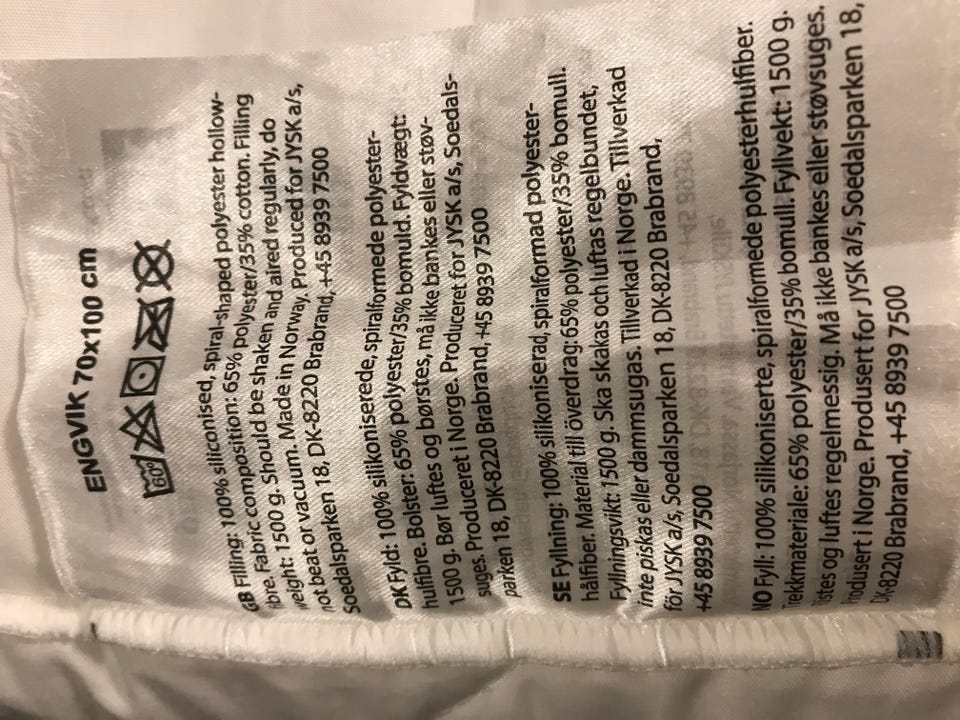 ENGVIK 70x100 cm
60°
GB Filling: 100% siliconised, spiral-shaped polyester hollow-
fibre. Fabric composition: 65% polyester/35% cotton. Filling
weight: 1500 g. Should be shaken and aired regularly, do
not beat or vacuum. Made in Norway. Produced for JYSK a/s,
Soedalsparken 18, DK-8220 Brabrand, +45 8939 7500
DK Fyld: 100% silikoniserede, spiralformede polyester-
hulfibre. Bolster: 65% polyester/35% bomuld. Fyldvægt:
1500 g. Bør luftes og børstes, må ikke bankes eller støv-
suges. Produceret i Norge. Produceret for JYSK a/s, Soedals-
parken 18, DK-8220 Brabrand, +45 8939 7500
SE Fyllning: 100% silikoniserad, spiralformad polyester-
hålfiber. Material till överdrag: 65% polyester/35% bomull.
Fyllningsvikt: 1500 g. Ska skakas och luftas regelbundet,
inte piskas eller dammsugas. Tillverkad i Norge. Tillverkad
för JYSK a/s, Soedalsparken 18, DK-8220 Brabrand,
+45 8939 7500
NO Fyll: 100% silikoniserte, spiralformede polyesterhulfiber.
Trekkmateriale: 65% polyester/35% bomull. Fyllvekt: 1500 g.
istes og luftes regelmessig. Må ikke bankes eller støvsuges.
Produsert i Norge. Produsert for JYSK a/s, Soedalsparken 18,
DK-8220 Brabrand, +45 8939 7500